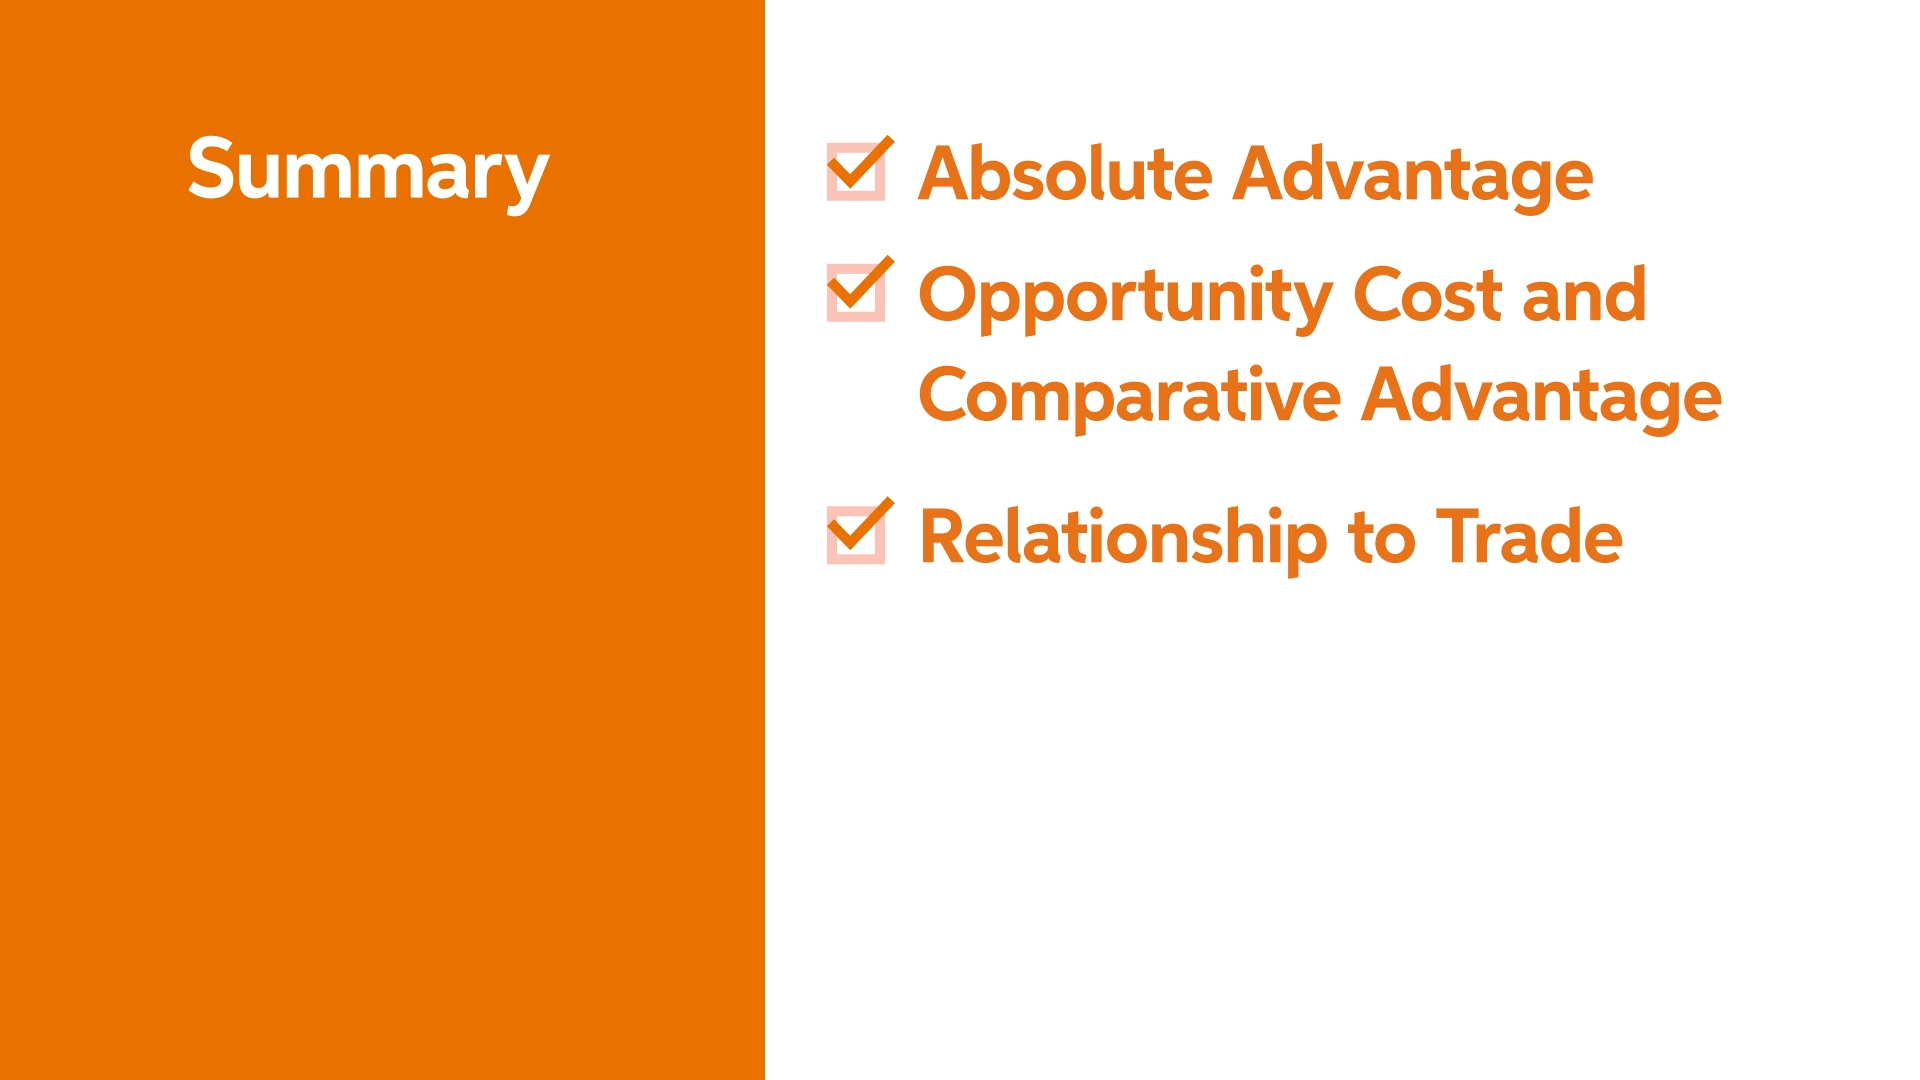 Summary
Absolute Advantage
Opportunity Cost and
Comparative Advantage
Relationship to Trade